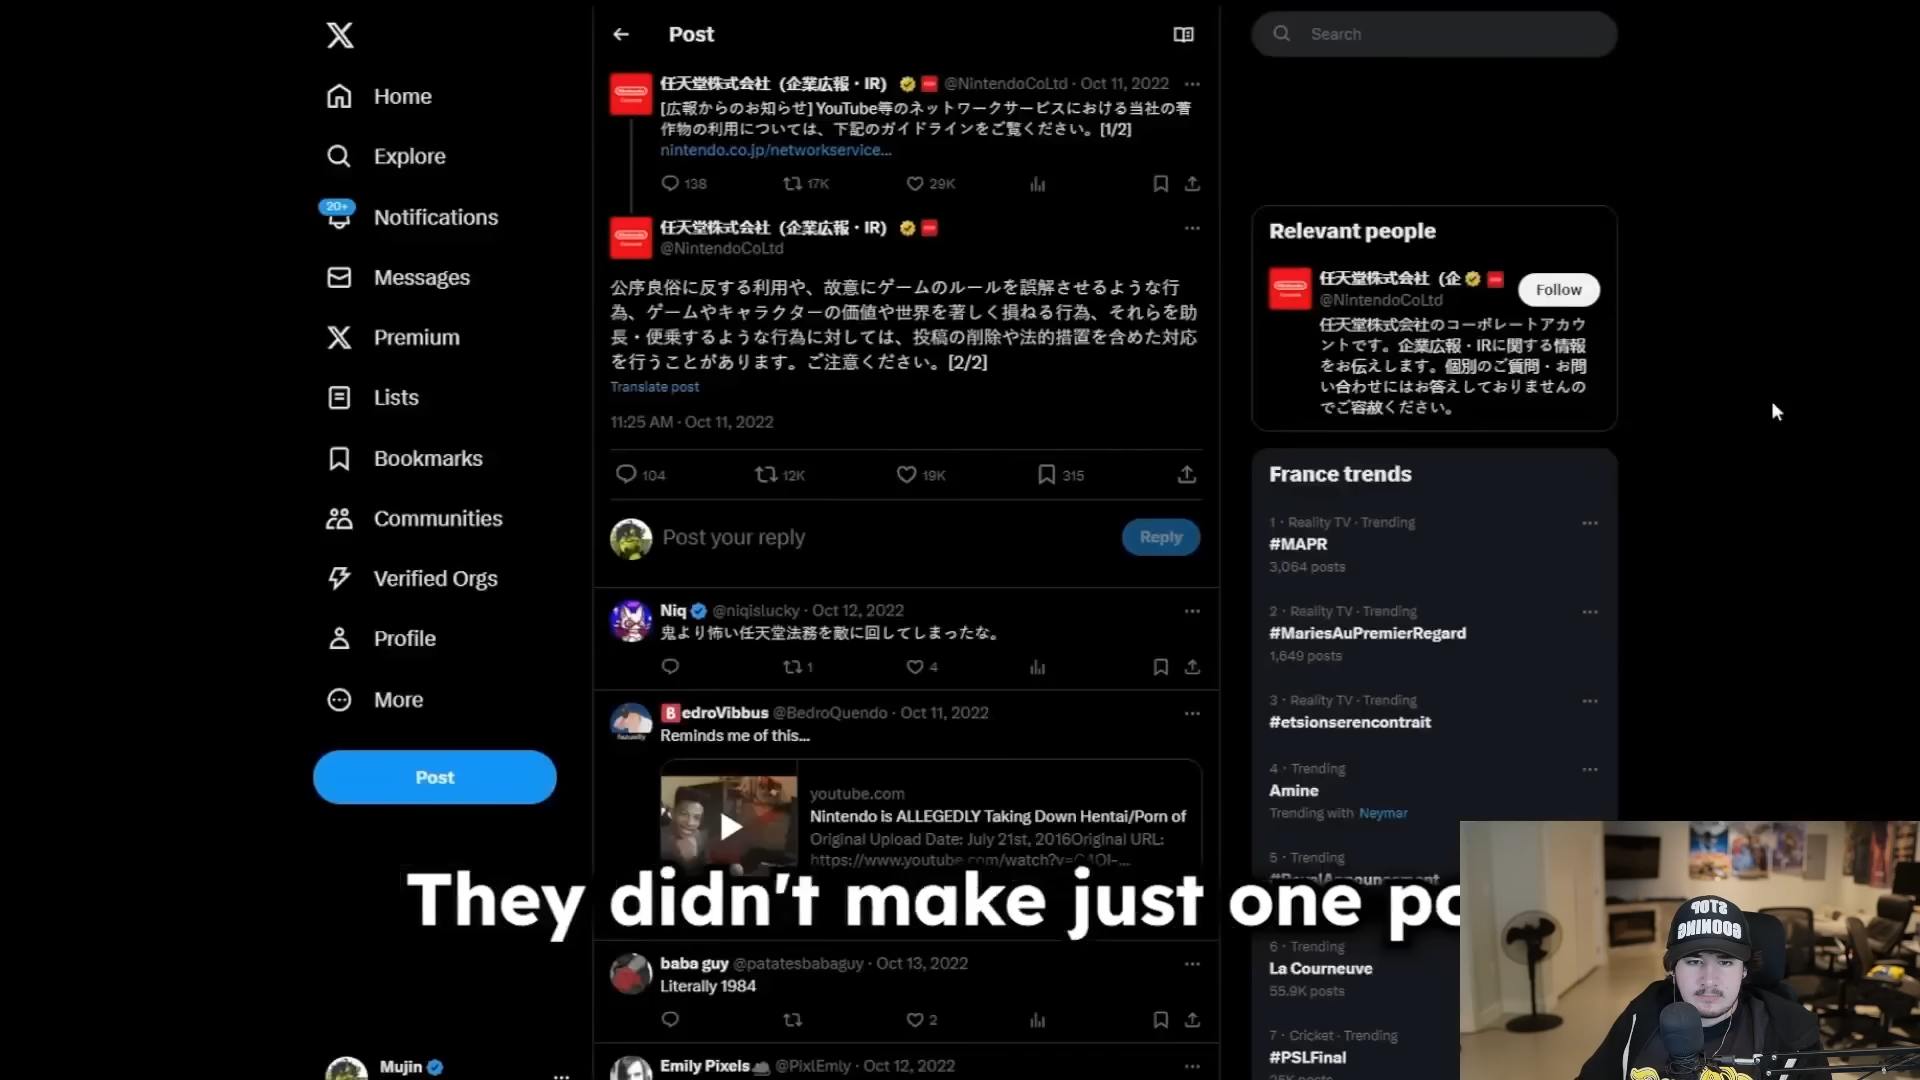 Home
Explore
20+
Notifications
Messages
Premium
Lists
Bookmarks
Communities
Verified Orgs
Profile
More
Post
Mujin
Post
任天堂株式会社（企業広報・IR） @NintendoCoLtd · Oct 11, 2022
[広報からのお知らせ] YouTube等のネットワークサービスにおける当社の著
作物の利用については、下記のガイドラインをご覧ください。[1/2]
nintendo.co.jp/networkservice...
138 17K 29K
任天堂株式会社（企業広報・IR）
@NintendoCoLtd
公序良俗に反する利用や、故意にゲームのルールを誤解させるような行
為、ゲームやキャラクターの価値や世界を著しく損ねる行為、それらを助
長・便乗するような行為に対しては、投稿の削除や法的措置を含めた対応
を行うことがあります。ご注意ください。[2/2]
Translate post
11:25 AM · Oct 11, 2022
104 12K 19K 315
Post your reply
Reply
Niq @niqislucky · Oct 12, 2022
鬼より怖い任天堂法務を敵に回してしまったな。
1 4
BedroVibbus @BedroQuendo · Oct 11, 2022
Reminds me of this...
youtube.com
Nintendo is ALLEGEDLY Taking Down Hentai/Porn of
Original Upload Date: July 21st, 2016Original URL:
They didn't make just one po
baba guy @patatesbabaguy · Oct 13, 2022
Literally 1984
2
Emily Pixels @PixlEmly · Oct 12, 2022
Search
Relevant people
任天堂株式会社（企
@NintendoCoLtd
Follow
任天堂株式会社のコーポレートアカウ
ントです。企業広報・IRに関する情報
をお伝えします。個別のご質問・お問
い合わせにはお答えしておりませんの
でご容赦ください。
France trends
1 · Reality TV · Trending
#MAPR
3,064 posts
2 · Reality TV · Trending
#MariesAuPremierRegard
1,649 posts
3 · Reality TV · Trending
#etsionserencontrait
4 · Trending
Amine
Trending with Neymar
5 · Trending
6 · Trending
La Courneuve
55.9K posts
7 · Cricket · Trending
#PSLFinal
STOP
GOONING